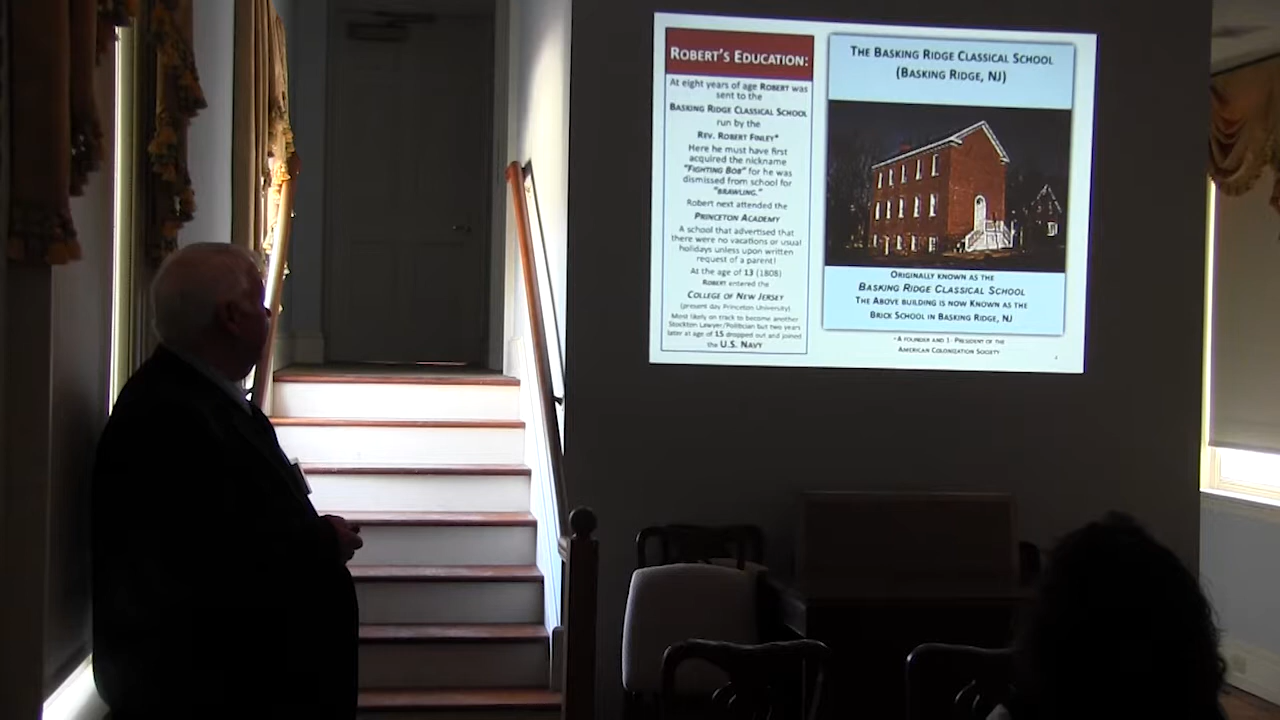 ROBERT'S EDUCATION:
At eight years of age ROBERT was
sent to the
BASKING RIDGE CLASSICAL SCHOOL
run by the
REV. ROBERT FINLEY*
Here he must have first
acquired the nickname
"FIGHTING BOB" for he was
dismissed from school for
"BRAWLING."
Robert next attended the
PRINCETON ACADEMY
A school that advertised that
there were no vacations or usual
holidays unless upon written
request of a parent!
At the age of 13 (1808)
ROBERT entered the
COLLEGE OF NEW JERSEY
(present day Princeton University)
Most likely on track to become another
Stockton Lawyer/Politician but two years
later at age of 15 dropped out and joined
the U.S. NAVY
THE BASKING RIDGE CLASSICAL SCHOOL
(BASKING RIDGE, NJ)
ORIGINALLY KNOWN AS THE
BASKING RIDGE CLASSICAL SCHOOL
THE ABOVE BUILDING IS NOW KNOWN AS THE
BRICK SCHOOL IN BASKING RIDGE, NJ
*A FOUNDER AND 1ST PRESIDENT OF THE
AMERICAN COLONIZATION SOCIETY